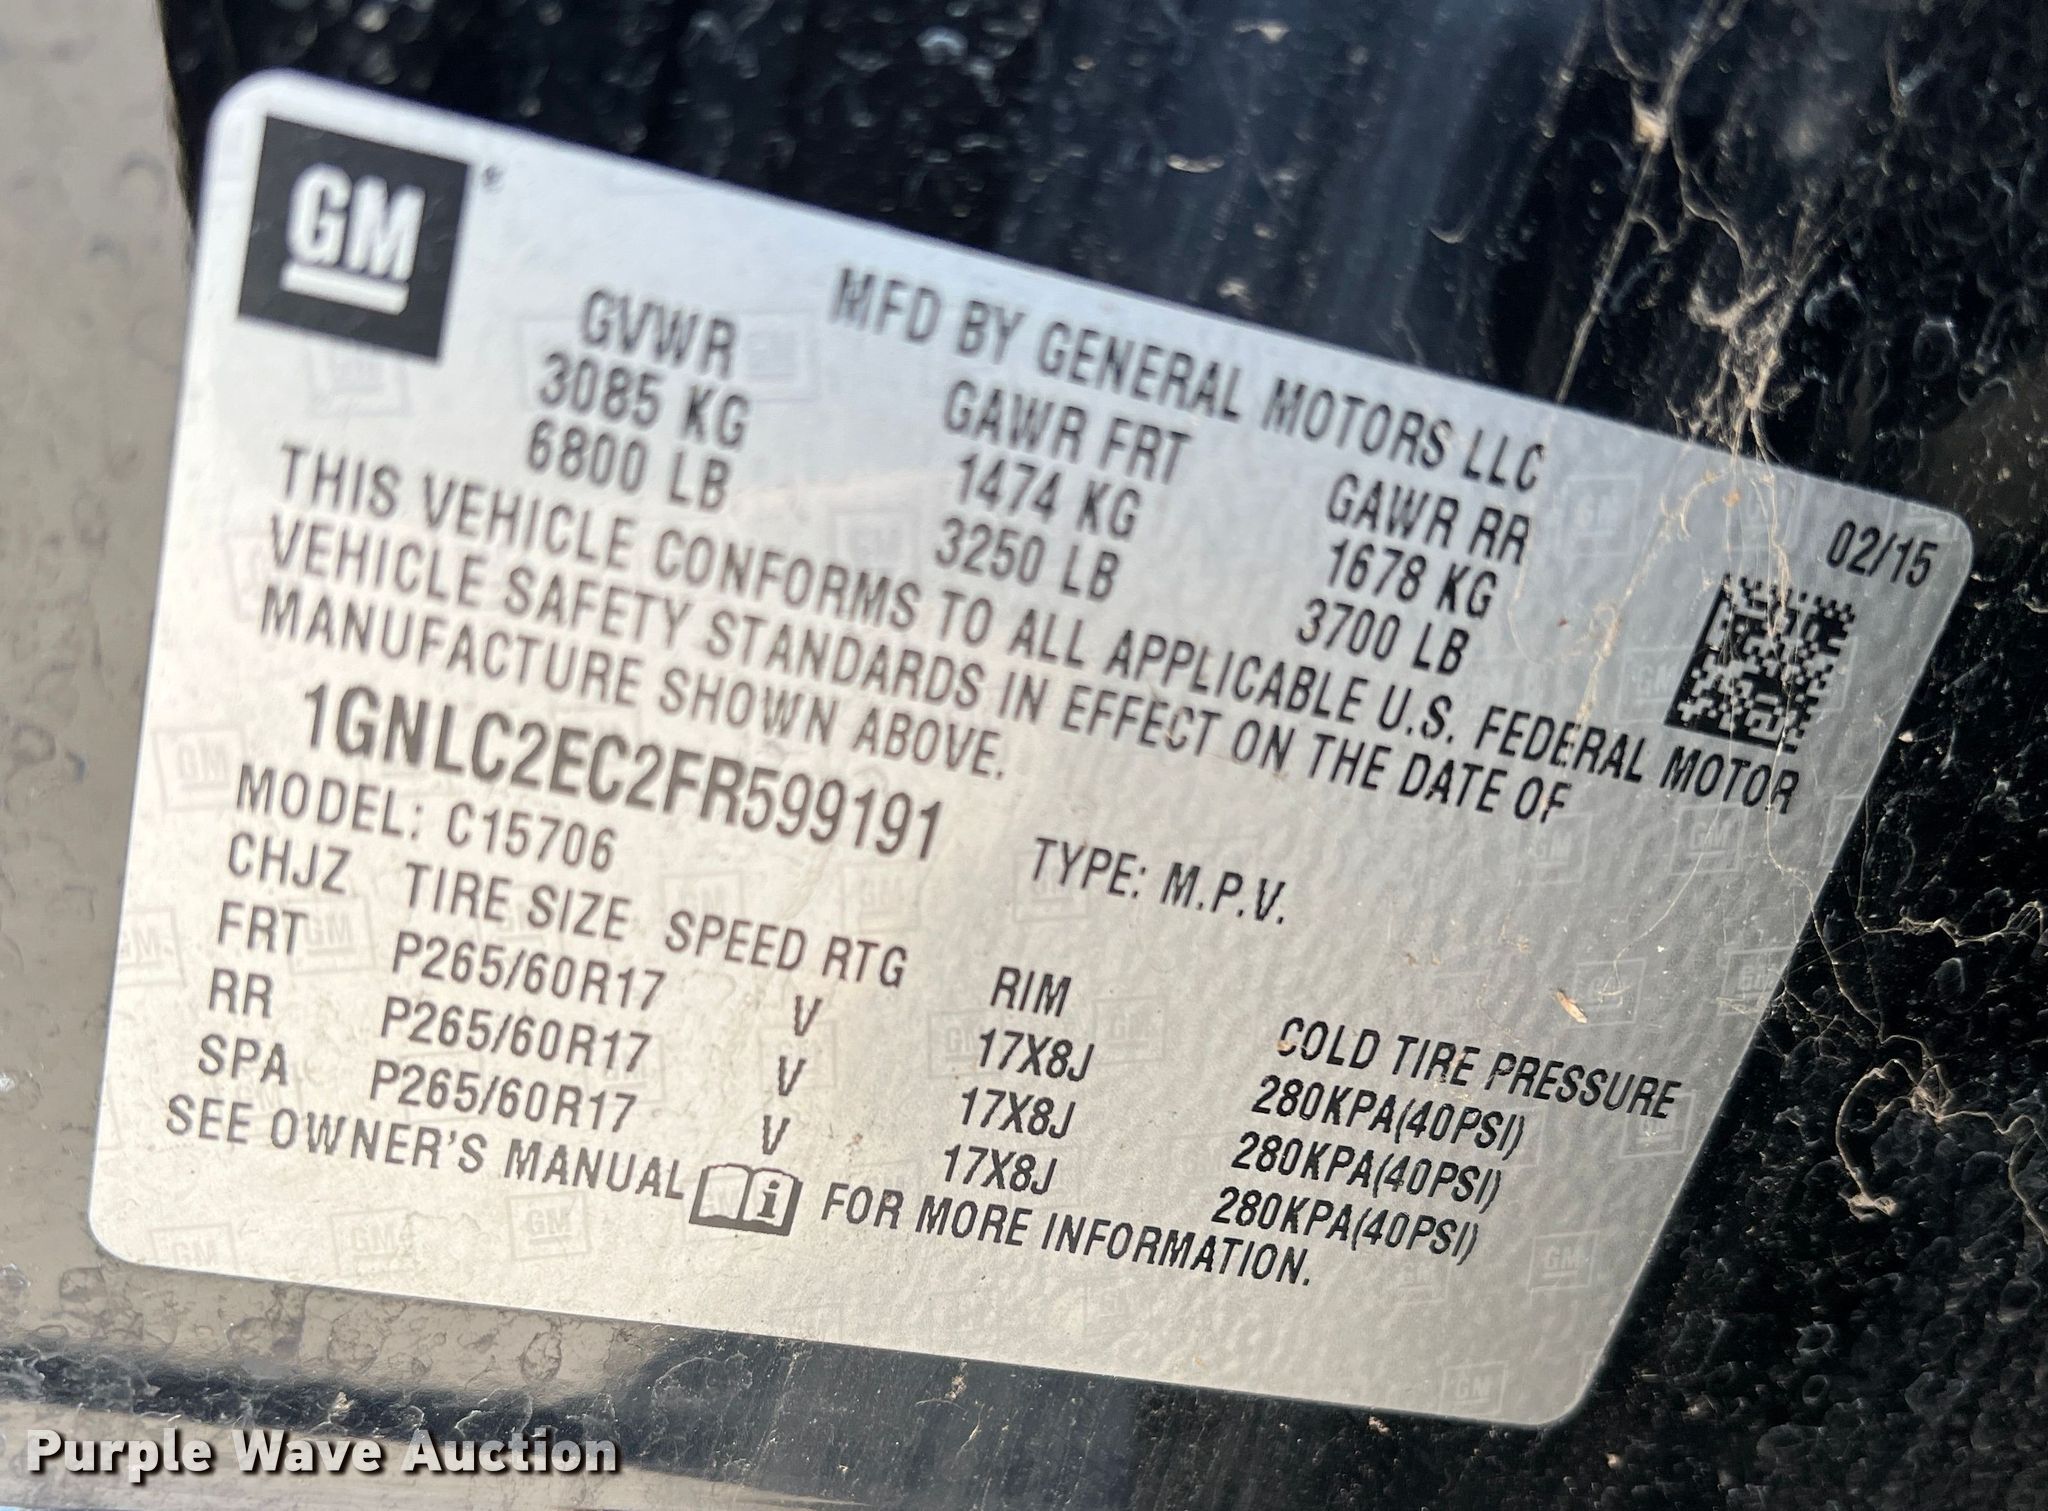 GM®
MFD BY GENERAL MOTORS LLC 02/15
GVWR GAWR FRT GAWR RR
3085 KG 1474 KG 1678 KG
6800 LB 3250 LB 3700 LB
THIS VEHICLE CONFORMS TO ALL APPLICABLE U.S. FEDERAL MOTOR
VEHICLE SAFETY STANDARDS IN EFFECT ON THE DATE OF
MANUFACTURE SHOWN ABOVE.
1GNLC2EC2FR599191 TYPE: M.P.V.
MODEL: C15706
CHJZ TIRE SIZE SPEED RTG RIM COLD TIRE PRESSURE
FRT P265/60R17 V 17X8J 280KPA(40PSI)
RR P265/60R17 V 17X8J 280KPA(40PSI)
SPA P265/60R17 V 17X8J 280KPA(40PSI)
SEE OWNER'S MANUAL i FOR MORE INFORMATION.
Purple Wave Auction